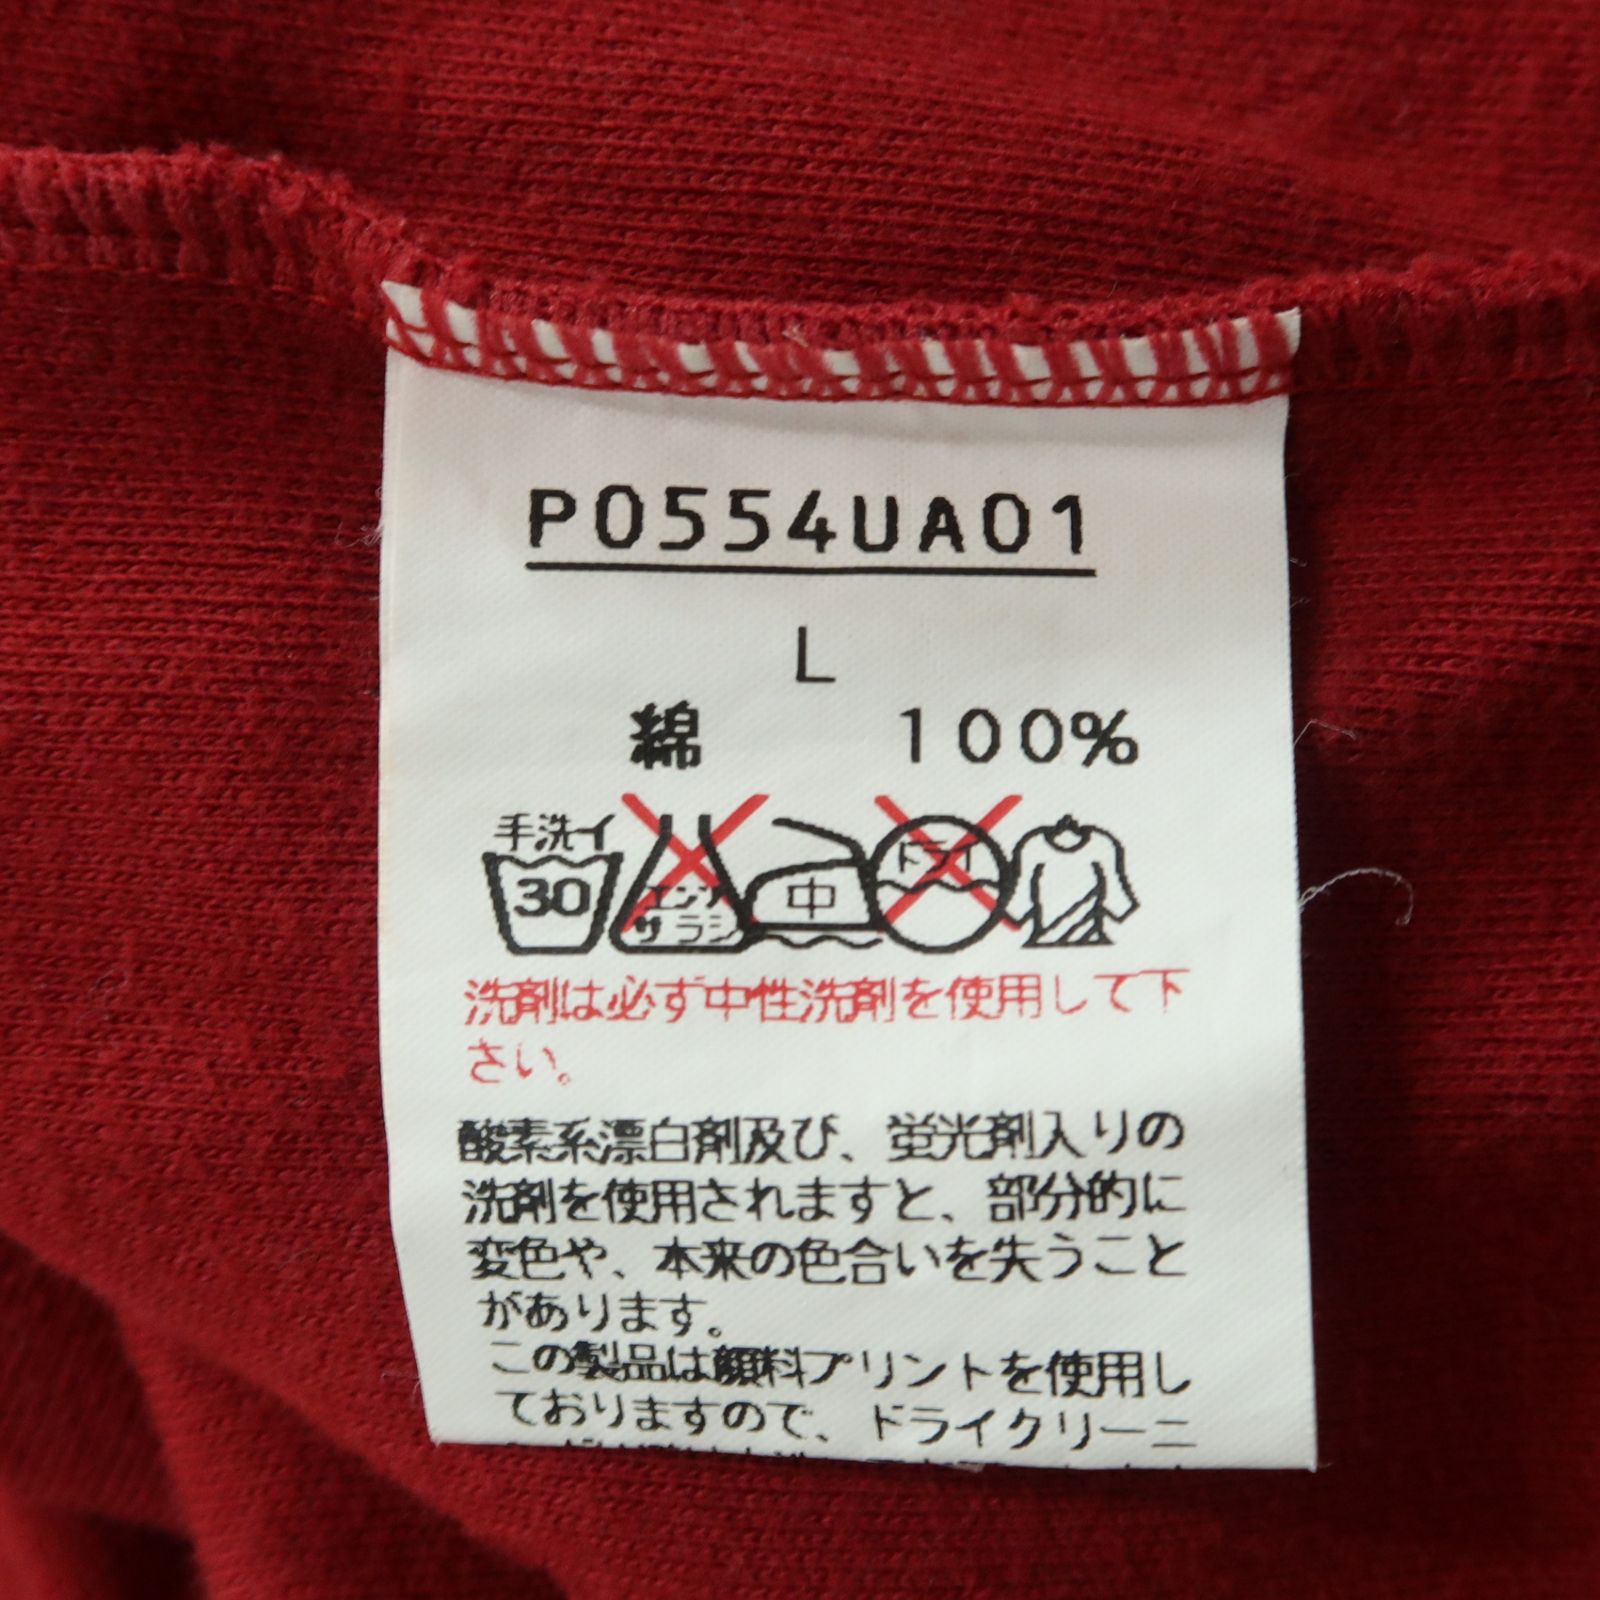 P0554UA01
L
綿 100%
手洗イ
30
エンソ
サラシ
中
ドライ
洗剤は必ず中性洗剤を使用して下
さい。
酸素系漂白剤及び、蛍光剤入りの
洗剤を使用されますと、部分的に
変色や、本来の色合いを失うこと
があります。
この製品は顔料プリントを使用し
ておりますので、ドライクリーニ